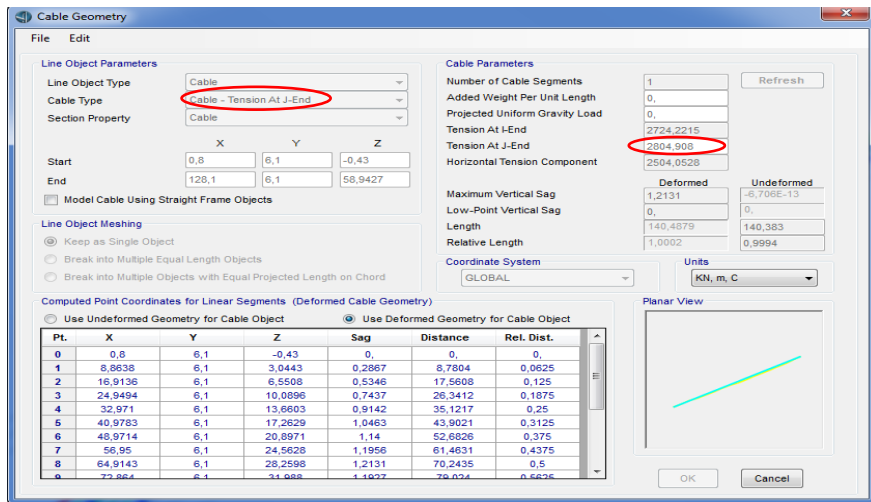 Cable Geometry
File Edit
Line Object Parameters
Line Object Type Cable
Cable Type Cable - Tension At J-End
Section Property Cable
X Y Z
Start 0,8 6,1 -0,43
End 128,1 6,1 58,9427
Model Cable Using Straight Frame Objects
Line Object Meshing
Keep as Single Object
Break into Multiple Equal Length Objects
Break into Multiple Objects with Equal Projected Length on Chord
Cable Parameters
Number of Cable Segments 1 Refresh
Added Weight Per Unit Length 0,
Projected Uniform Gravity Load 0,
Tension At I-End 2724,2215
Tension At J-End 2804,908
Horizontal Tension Component 2504,0528
Deformed Undeformed
Maximum Vertical Sag 1,2131 -6,706E-13
Low-Point Vertical Sag 0, 0,
Length 140,4879 140,383
Relative Length 1,0002 0,9994
Coordinate System
GLOBAL
Units
KN, m, C
Computed Point Coordinates for Linear Segments (Deformed Cable Geometry)
Use Undeformed Geometry for Cable Object Use Deformed Geometry for Cable Object
Pt. X Y Z Sag Distance Rel. Dist.
0 0,8 6,1 -0,43 0, 0, 0,
1 8,8638 6,1 3,0443 0,2867 8,7804 0,0625
2 16,9136 6,1 6,5508 0,5346 17,5608 0,125
3 24,9494 6,1 10,0896 0,7437 26,3412 0,1875
4 32,971 6,1 13,6603 0,9142 35,1217 0,25
5 40,9783 6,1 17,2629 1,0463 43,9021 0,3125
6 48,9714 6,1 20,8971 1,14 52,6826 0,375
7 56,95 6,1 24,5628 1,1956 61,4631 0,4375
8 64,9143 6,1 28,2598 1,2131 70,2435 0,5
9 72,864 6,1 31,988 1,1927 79,024 0,5625
Planar View
OK Cancel